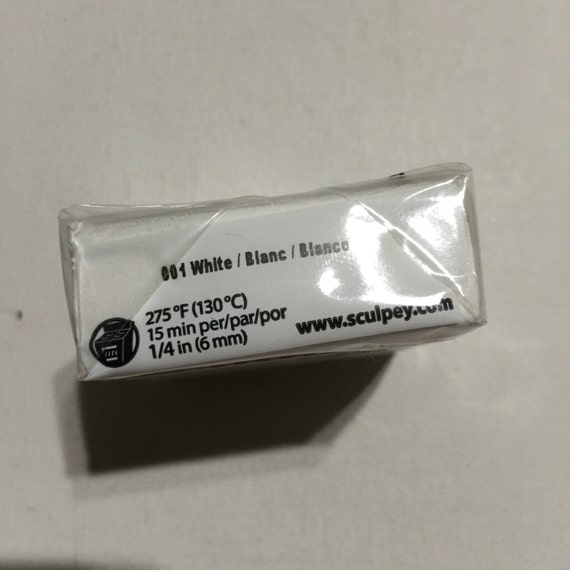 001 White / Blanc / Blanco
275 °F (130 °C)
15 min per/par/por
1/4 in (6 mm)
www.sculpey.com